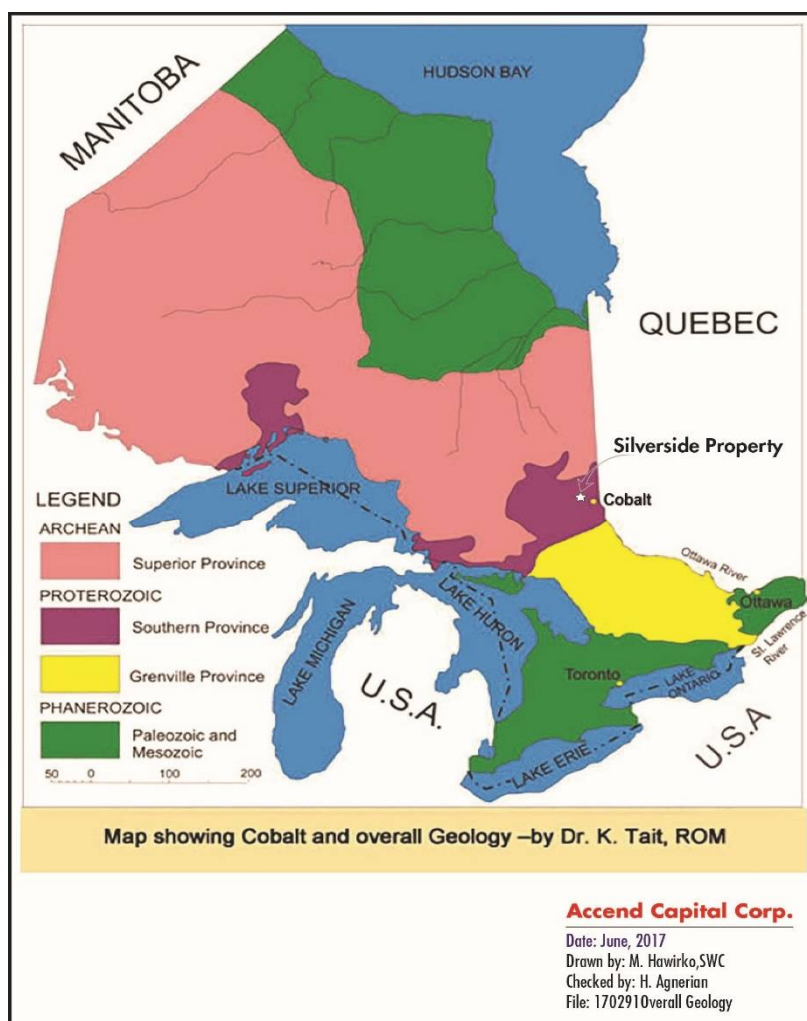 HUDSON BAY
MANITOBA
QUEBEC
Silverside Property
Cobalt
LAKE SUPERIOR
LEGEND
ARCHEAN
Superior Province
PROTEROZOIC
Southern Province
Grenville Province
PHANEROZOIC
Paleozoic and
Mesozoic
50 0 100 200
LAKE MICHIGAN
LAKE HURON
U.S.A.
Ottawa River
Ottawa
St. Lawrence
River
Toronto
LAKE
ONTARIO
LAKE ERIE
U.S.A
Map showing Cobalt and overall Geology –by Dr. K. Tait, ROM
Accend Capital Corp.
Date: June, 2017
Drawn by: M. Hawirko,SWC
Checked by: H. Agnerian
File: 170291Overall Geology